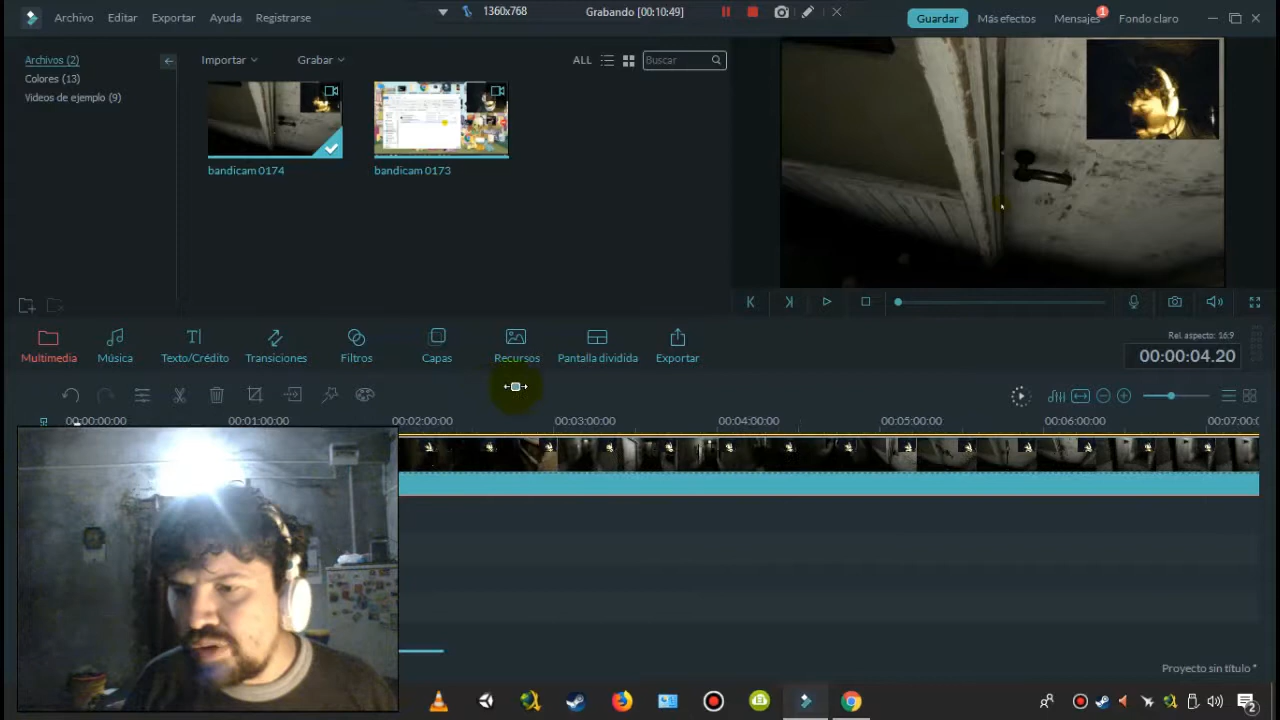 1360x768 Grabando [00:10:49]
Archivo Editar Exportar Ayuda Registrarse
Guardar Más efectos Mensajes 1 Fondo claro
Archivos (2)
Colores (13)
Videos de ejemplo (9)
Importar Grabar ALL Buscar
bandicam 0174 bandicam 0173
Multimedia Música Texto/Crédito Transiciones Filtros Capas Recursos Pantalla dividida Exportar
Rel. aspecto: 16:9
00:00:04.20
00:00:00:00 00:01:00:00 00:02:00:00 00:03:00:00 00:04:00:00 00:05:00:00 00:06:00:00 00:07:00:0
Proyecto sin título *
2